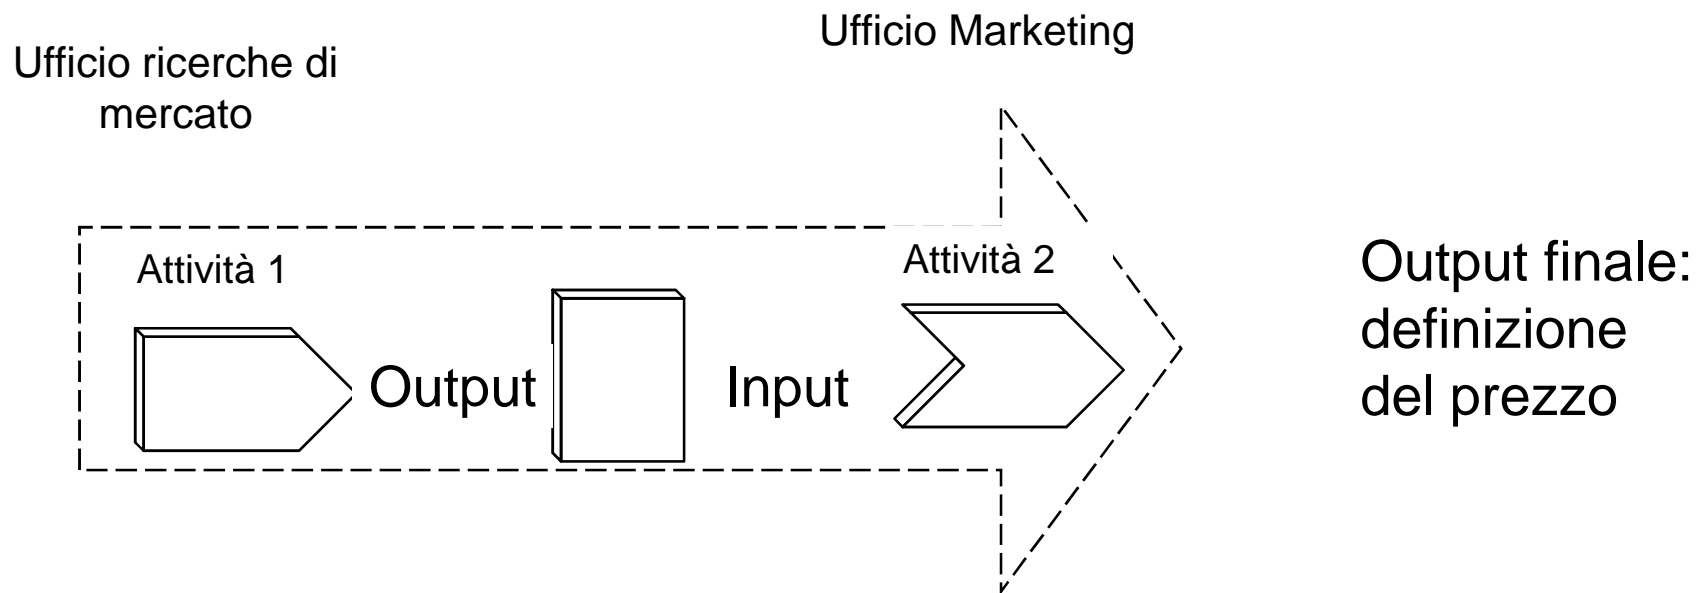 Ufficio ricerche di
mercato
Ufficio Marketing
Attività 1
Output
Input
Attività 2
Output finale:
definizione
del prezzo